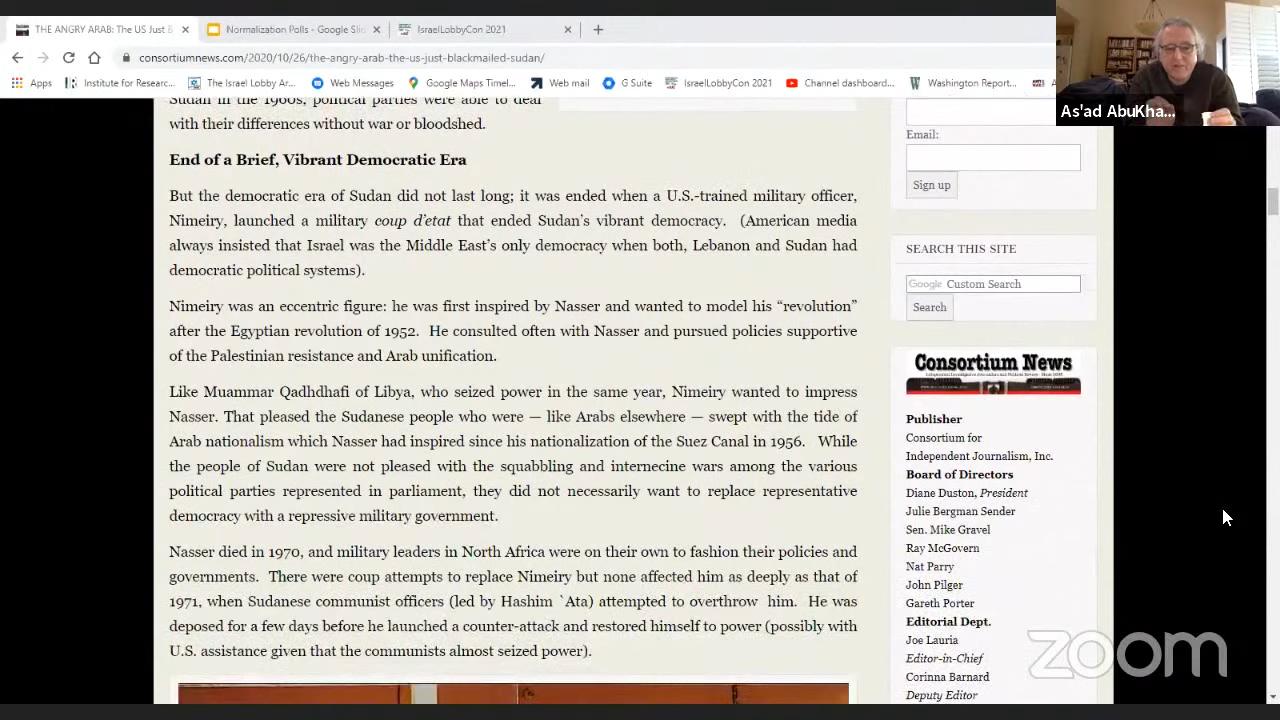 THE ANGRY ARAB: The US Just B
Normalization Polls - Google Slid
IsraelLobbyCon 2021
consortiumnews.com/2020/10/26/the-angry-arab-the-us-just-blackmailed-sudan/
Apps
Institute for Researc...
The Israel Lobby Ar...
Web Messages
Google Maps Timel...
Web mail
G Suite
IsraelLobbyCon 2021
Channel dashboard...
Washington Report...
As'ad AbuKha...
Sudan in the 1960s, political parties were able to deal
with their differences without war or bloodshed.
End of a Brief, Vibrant Democratic Era
But the democratic era of Sudan did not last long; it was ended when a U.S.-trained military officer,
Nimeiry, launched a military coup d'etat that ended Sudan's vibrant democracy. (American media
always insisted that Israel was the Middle East's only democracy when both, Lebanon and Sudan had
democratic political systems).
Nimeiry was an eccentric figure: he was first inspired by Nasser and wanted to model his “revolution”
after the Egyptian revolution of 1952. He consulted often with Nasser and pursued policies supportive
of the Palestinian resistance and Arab unification.
Like Muammar Qadhdhafi of Libya, who seized power in the same year, Nimeiry wanted to impress
Nasser. That pleased the Sudanese people who were — like Arabs elsewhere — swept with the tide of
Arab nationalism which Nasser had inspired since his nationalization of the Suez Canal in 1956. While
the people of Sudan were not pleased with the squabbling and internecine wars among the various
political parties represented in parliament, they did not necessarily want to replace representative
democracy with a repressive military government.
Nasser died in 1970, and military leaders in North Africa were on their own to fashion their policies and
governments. There were coup attempts to replace Nimeiry but none affected him as deeply as that of
1971, when Sudanese communist officers (led by Hashim `Ata) attempted to overthrow him. He was
deposed for a few days before he launched a counter-attack and restored himself to power (possibly with
U.S. assistance given that the communists almost seized power).
Email:
Sign up
SEARCH THIS SITE
Google Custom Search
Search
Consortium News
Publisher
Consortium for
Independent Journalism, Inc.
Board of Directors
Diane Duston, President
Julie Bergman Sender
Sen. Mike Gravel
Ray McGovern
Nat Parry
John Pilger
Gareth Porter
Editorial Dept.
Joe Lauria
Editor-in-Chief
Corinna Barnard
Deputy Editor
zoom